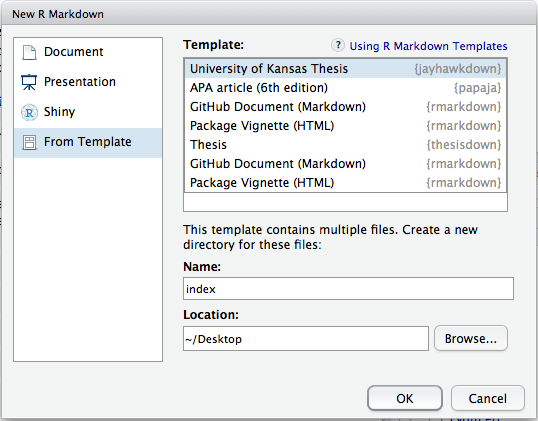 New R Markdown
Document
Presentation
Shiny
From Template
Template:
? Using R Markdown Templates
University of Kansas Thesis {jayhawkdown}
APA article (6th edition) {papaja}
GitHub Document (Markdown) {rmarkdown}
Package Vignette (HTML) {rmarkdown}
Thesis {thesisdown}
GitHub Document (Markdown) {rmarkdown}
Package Vignette (HTML) {rmarkdown}
This template contains multiple files. Create a new
directory for these files:
Name:
index
Location:
~/Desktop Browse...
OK Cancel